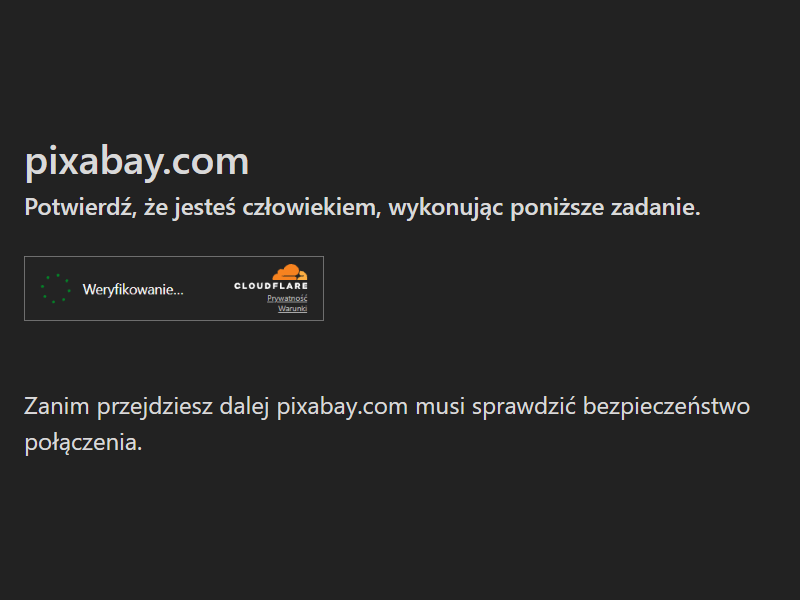 pixabay.com
Potwierdź, że jesteś człowiekiem, wykonując poniższe zadanie.
Weryfikowanie...
CLOUDFLARE
Prywatność
Warunki
Zanim przejdziesz dalej pixabay.com musi sprawdzić bezpieczeństwo
połączenia.